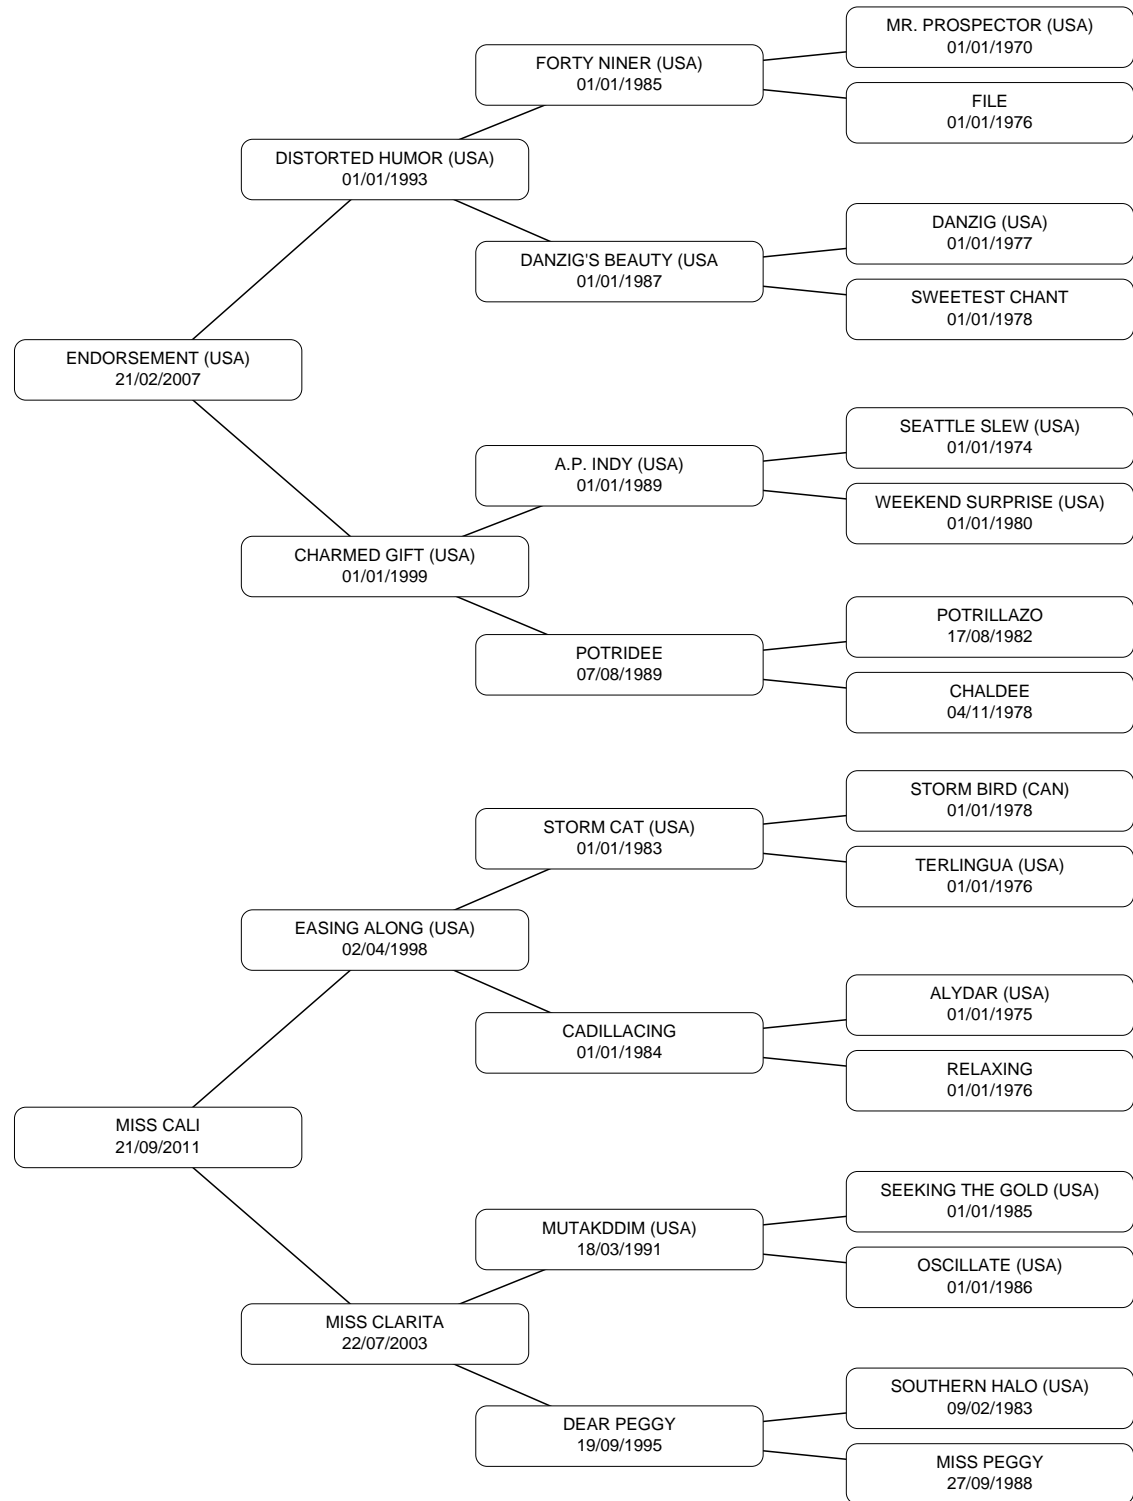 MR. PROSPECTOR (USA)
01/01/1970
FORTY NINER (USA)
01/01/1985
FILE
01/01/1976
DISTORTED HUMOR (USA)
01/01/1993
DANZIG (USA)
01/01/1977
DANZIG'S BEAUTY (USA
01/01/1987
SWEETEST CHANT
01/01/1978
ENDORSEMENT (USA)
21/02/2007
SEATTLE SLEW (USA)
01/01/1974
A.P. INDY (USA)
01/01/1989
WEEKEND SURPRISE (USA)
01/01/1980
CHARMED GIFT (USA)
01/01/1999
POTRILLAZO
17/08/1982
POTRIDEE
07/08/1989
CHALDEE
04/11/1978
STORM BIRD (CAN)
01/01/1978
STORM CAT (USA)
01/01/1983
TERLINGUA (USA)
01/01/1976
EASING ALONG (USA)
02/04/1998
ALYDAR (USA)
01/01/1975
CADILLACING
01/01/1984
RELAXING
01/01/1976
MISS CALI
21/09/2011
SEEKING THE GOLD (USA)
01/01/1985
MUTAKDDIM (USA)
18/03/1991
OSCILLATE (USA)
01/01/1986
MISS CLARITA
22/07/2003
SOUTHERN HALO (USA)
09/02/1983
DEAR PEGGY
19/09/1995
MISS PEGGY
27/09/1988